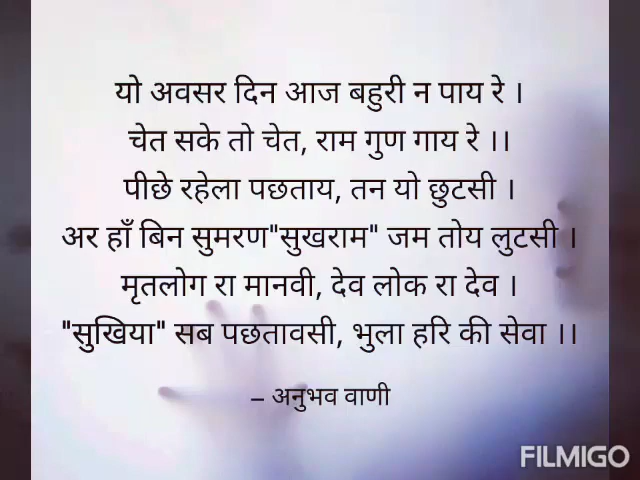 यो अवसर दिन आज बहुरी न पाय रे ।
चेत सके तो चेत, राम गुण गाय रे ।।
पीछे रहेला पछताय, तन यो छुटसी ।
अर हाँ बिन सुमरण"सुखराम" जम तोय लुटसी ।
मृतलोग रा मानवी, देव लोक रा देव ।
"सुखिया" सब पछतावसी, भुला हरि की सेवा ।।
– अनुभव वाणी
FILMIGO